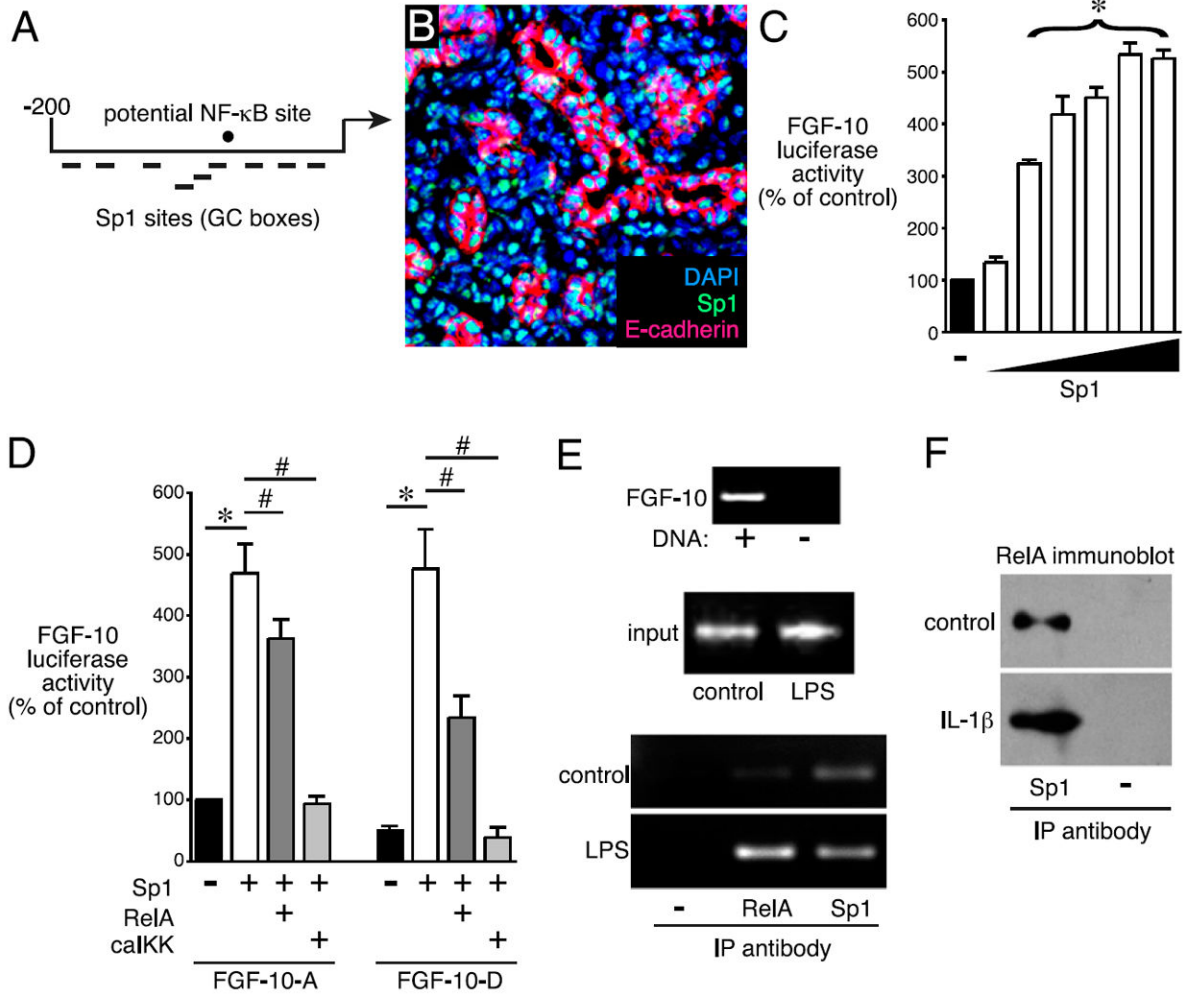 A
-200
potential NF-κB site
Sp1 sites (GC boxes)
B
DAPI
Sp1
E-cadherin
C
FGF-10
luciferase
activity
(% of control)
600
500
400
300
200
100
0
*
-
Sp1
D
FGF-10
luciferase
activity
(% of control)
600
500
400
300
200
100
0
#
* #
#
* #
Sp1 - + + + - + + +
RelA + +
caIKK + +
FGF-10-A FGF-10-D
E
FGF-10
DNA: + -
input
control LPS
control
LPS
- RelA Sp1
IP antibody
F
RelA immunoblot
control
IL-1β
Sp1 -
IP antibody